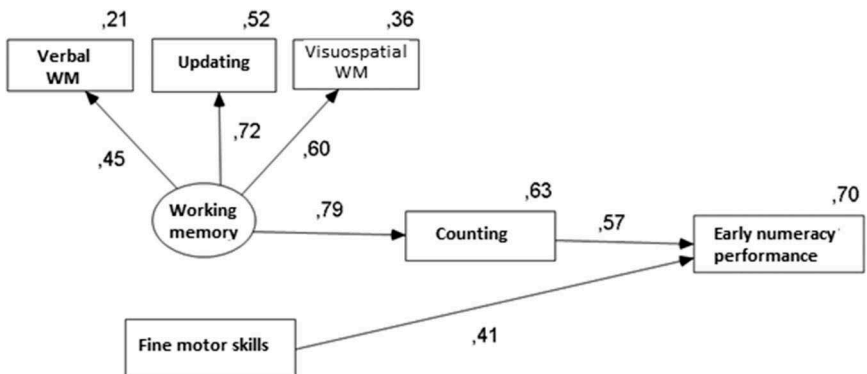 ,21
,52
,36
Verbal
WM
Updating
Visuospatial
WM
,45
,72
,60
Working
memory
,79
,63
Counting
,57
,70
Early numeracy
performance
Fine motor skills
,41